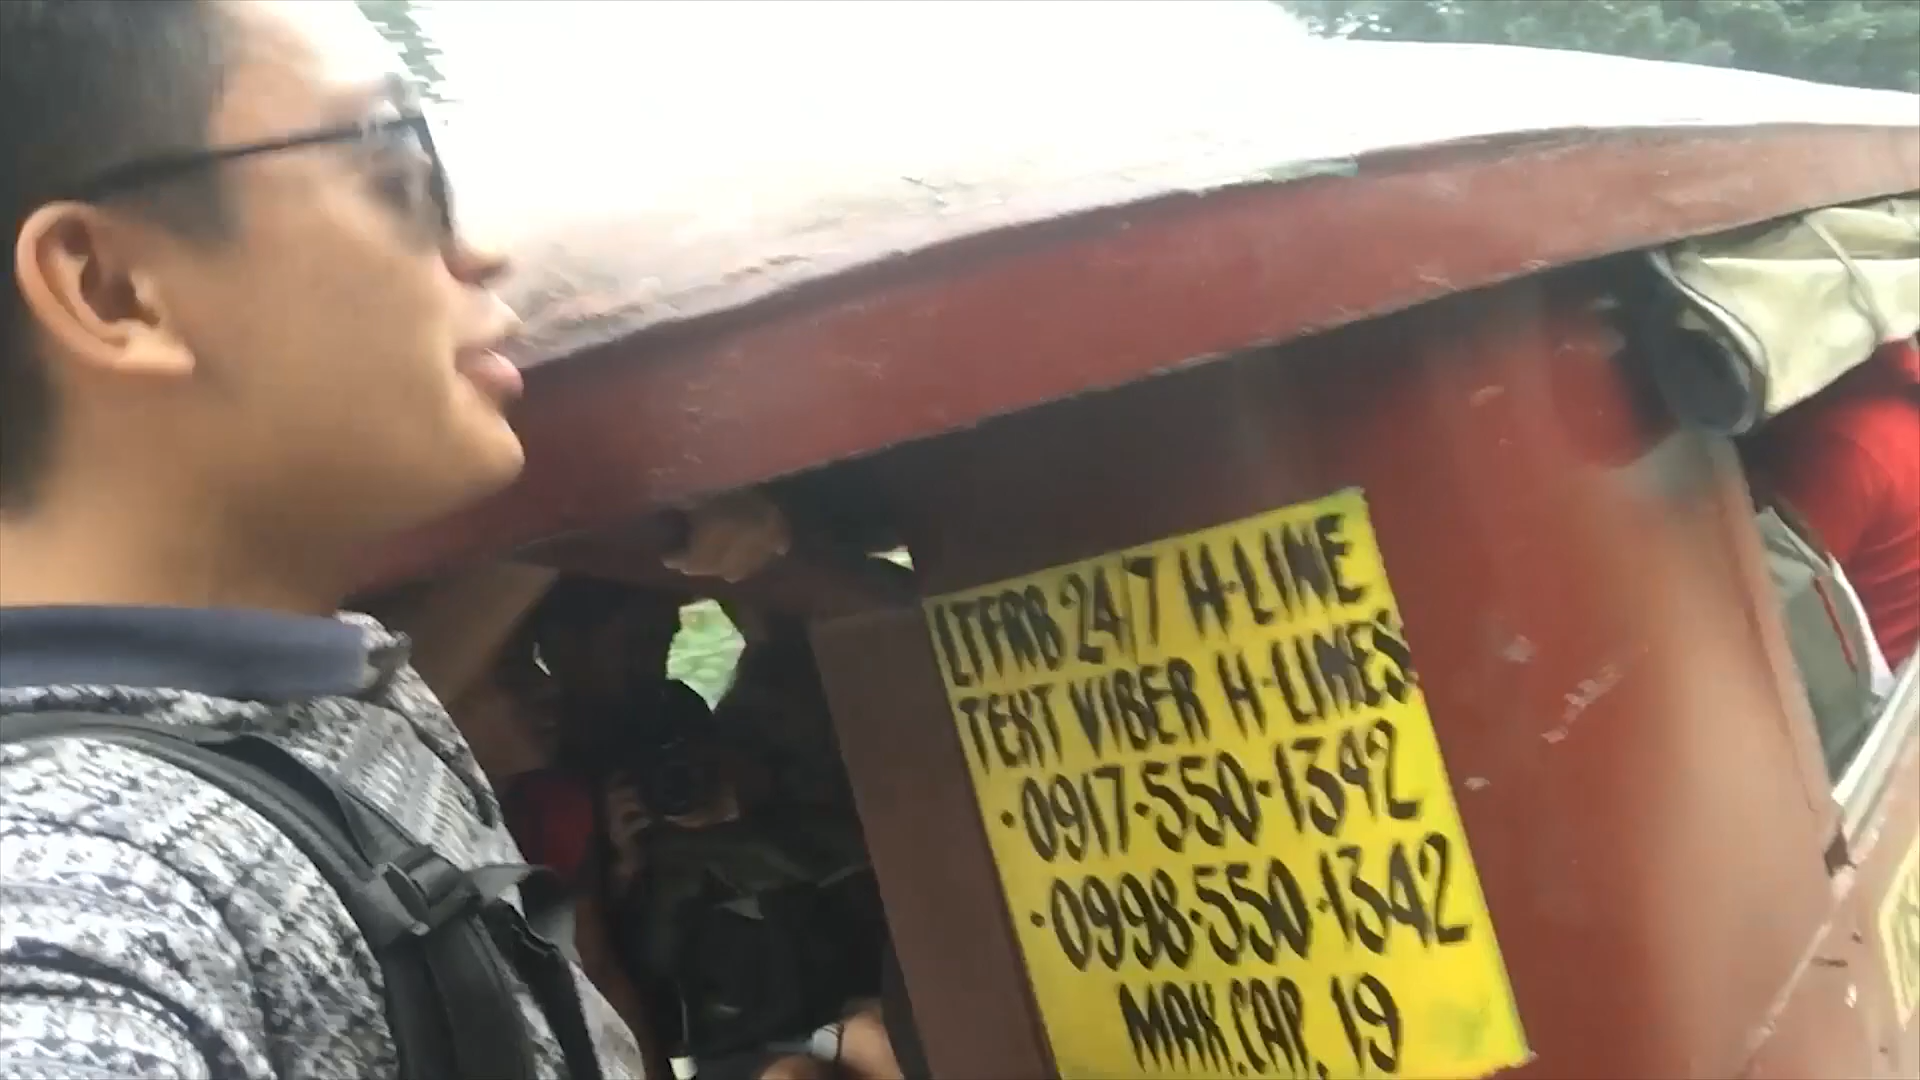 LTFRB 24/7 H-LINE
TEXT VIBER H-LINES
·0917-550-1342
·0998-550-1342
MAX.CAP. 19